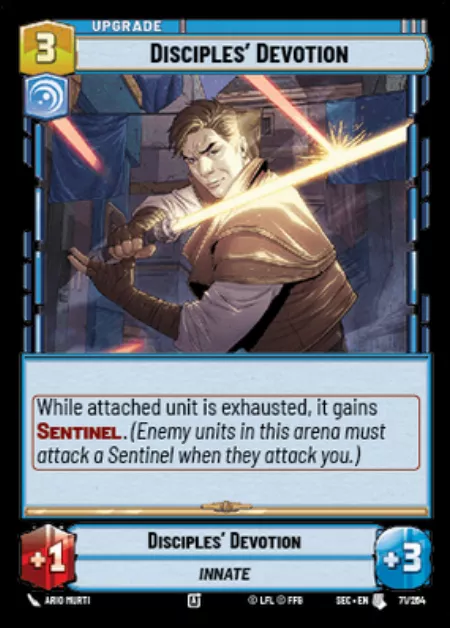 UPGRADE
3
DISCIPLES' DEVOTION
While attached unit is exhausted, it gains
SENTINEL. (Enemy units in this arena must
attack a Sentinel when they attack you.)
+1
DISCIPLES' DEVOTION
+3
INNATE
ARIO MURTI
© LFL © FFG
SEC • EN
71/264